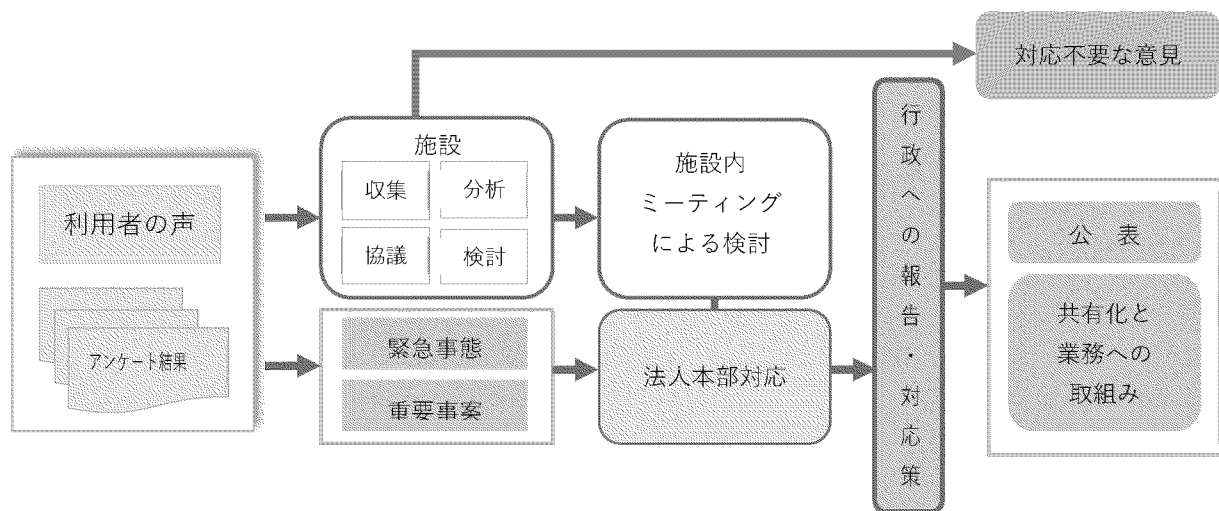 利用者の声
アンケート結果
施設
収集
分析
協議
検討
緊急事態
重要事案
施設内
ミーティング
による検討
法人本部対応
対応不要な意見
行政への報告・対応策
公　表
共有化と
業務への
取組み